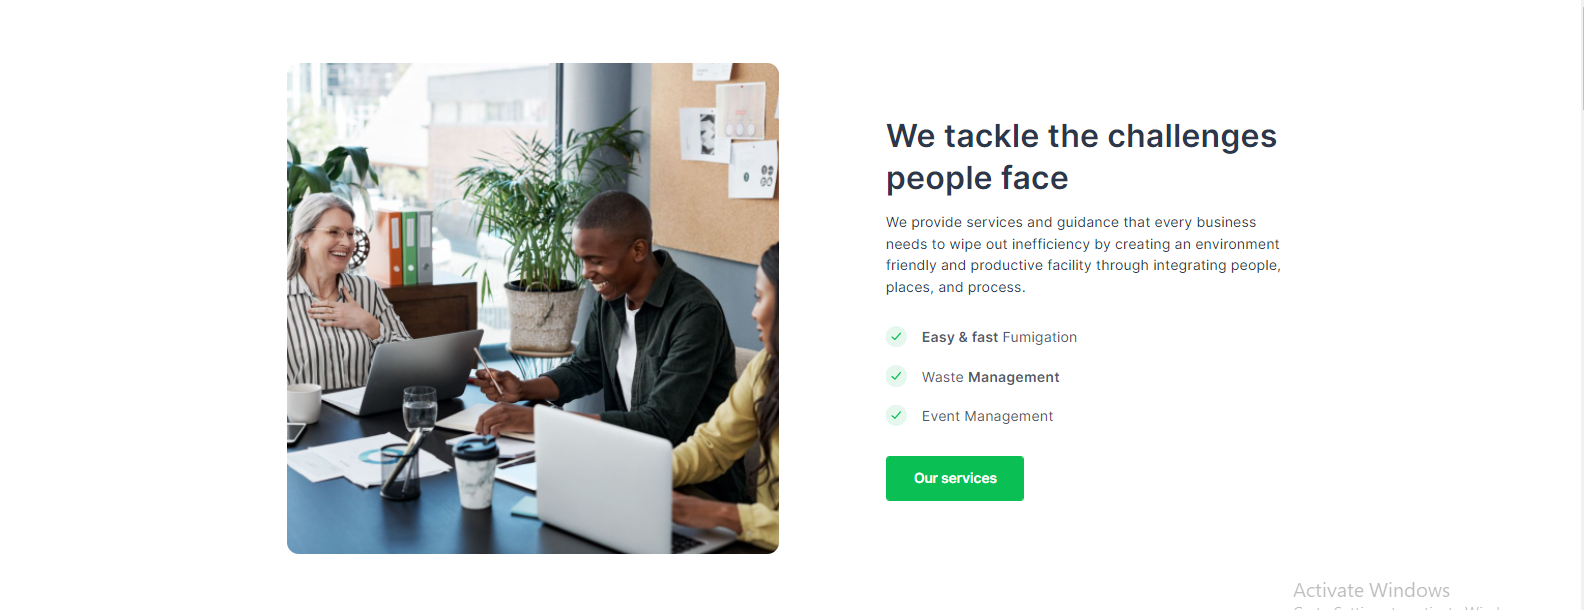 We tackle the challenges
people face
We provide services and guidance that every business
needs to wipe out inefficiency by creating an environment
friendly and productive facility through integrating people,
places, and process.
Easy & fast Fumigation
Waste Management
Event Management
Our services
Activate Windows